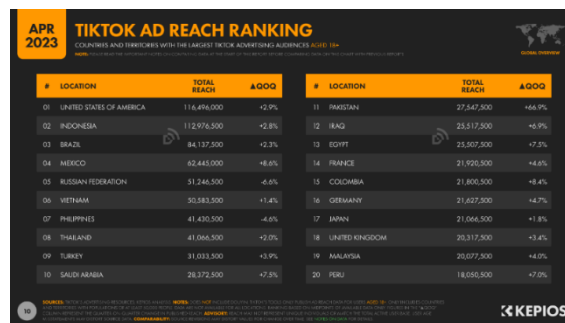 APR
2023
TIKTOK AD REACH RANKING
COUNTRIES AND TERRITORIES WITH THE LARGEST TIKTOK ADVERTISING AUDIENCES AGED 18+
GLOBAL OVERVIEW
# LOCATION TOTAL REACH ▲QOQ
01 UNITED STATES OF AMERICA 116,496,000 +2.9%
02 INDONESIA 112,976,500 +2.8%
03 BRAZIL 84,137,500 +2.3%
04 MEXICO 62,445,000 +8.6%
05 RUSSIAN FEDERATION 51,246,500 -6.6%
06 VIETNAM 50,583,500 +1.4%
07 PHILIPPINES 41,430,500 -4.6%
08 THAILAND 41,066,500 +2.0%
09 TURKEY 31,033,500 +3.9%
10 SAUDI ARABIA 28,372,500 +7.5%
# LOCATION TOTAL REACH ▲QOQ
11 PAKISTAN 27,547,500 +66.9%
12 IRAQ 25,517,500 +6.9%
13 EGYPT 25,507,500 +7.5%
14 FRANCE 21,920,500 +4.6%
15 COLOMBIA 21,800,500 +8.4%
16 GERMANY 21,627,500 +4.7%
17 JAPAN 21,066,500 +1.8%
18 UNITED KINGDOM 20,317,500 +3.4%
19 MALAYSIA 20,077,500 +4.0%
20 PERU 18,050,500 +7.0%
10
KEPIOS